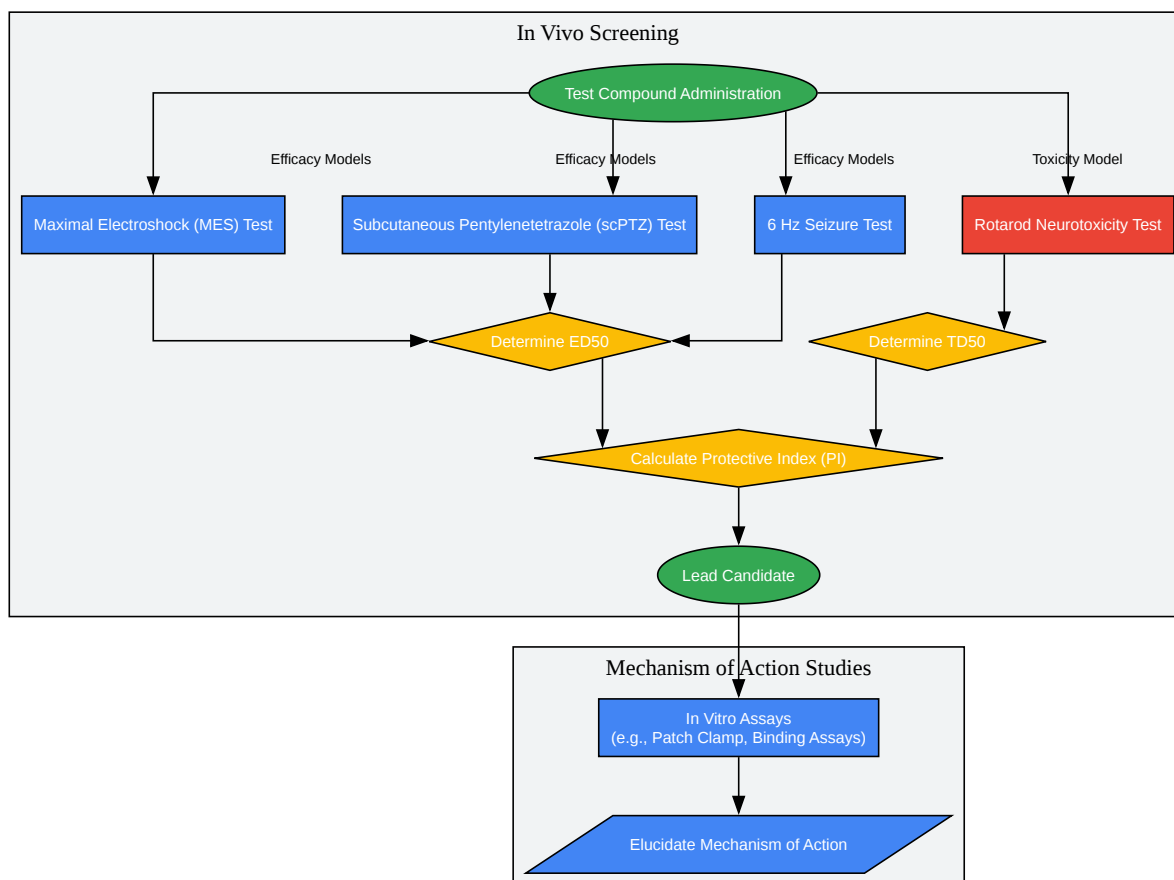 In Vivo Screening
Test Compound Administration
Efficacy Models
Efficacy Models
Efficacy Models
Toxicity Model
Maximal Electroshock (MES) Test
Subcutaneous Pentylenetetrazole (scPTZ) Test
6 Hz Seizure Test
Rotarod Neurotoxicity Test
Determine ED50
Determine TD50
Calculate Protective Index (PI)
Lead Candidate
Mechanism of Action Studies
In Vitro Assays
(e.g., Patch Clamp, Binding Assays)
Elucidate Mechanism of Action